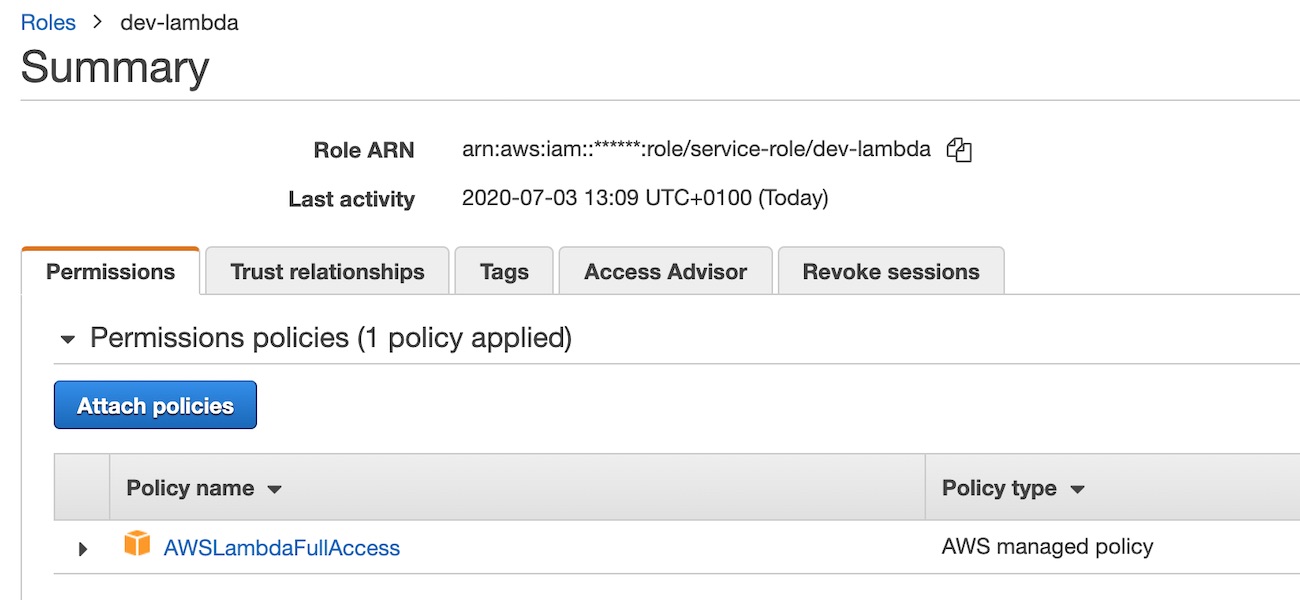 Roles > dev-lambda
Summary
Role ARN arn:aws:iam::******:role/service-role/dev-lambda
Last activity 2020-07-03 13:09 UTC+0100 (Today)
Permissions Trust relationships Tags Access Advisor Revoke sessions
Permissions policies (1 policy applied)
Attach policies
Policy name Policy type
AWSLambdaFullAccess AWS managed policy